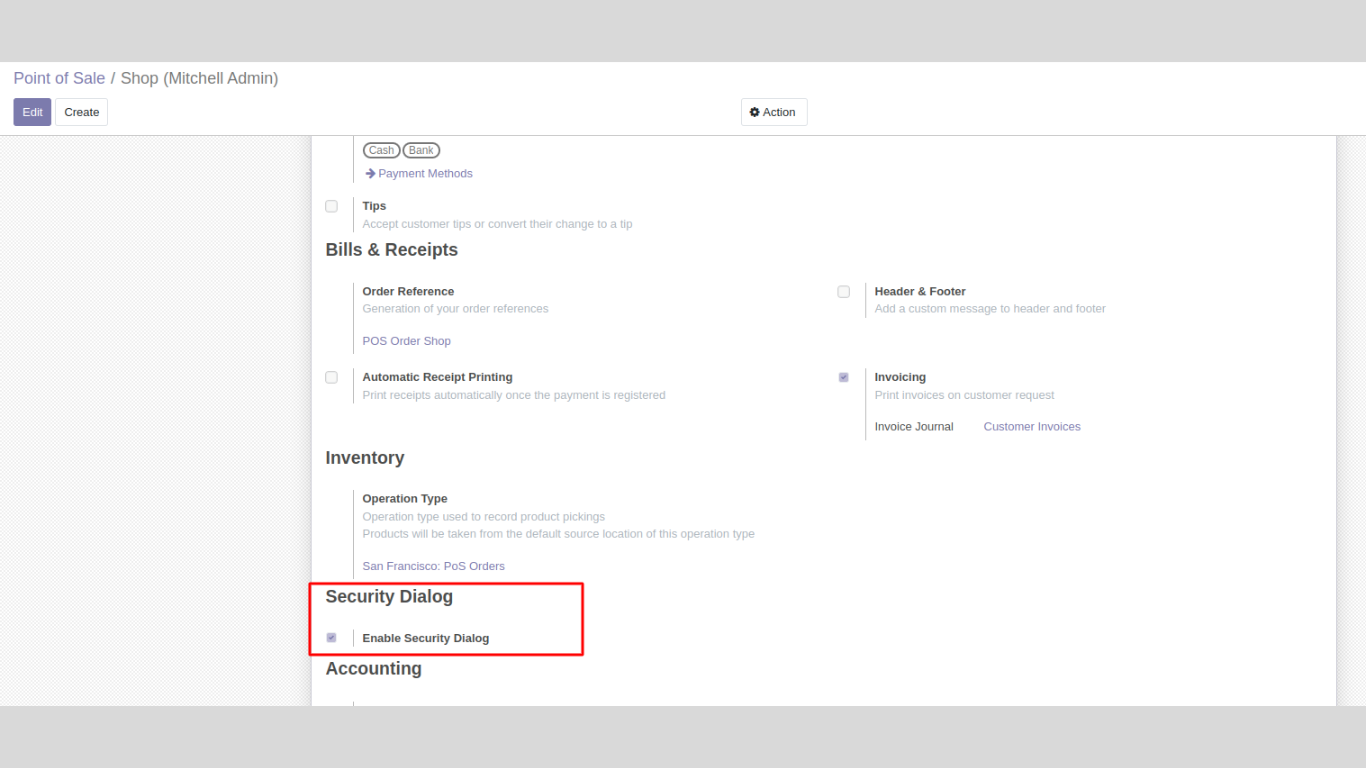 Point of Sale / Shop (Mitchell Admin)
Edit Create Action
Cash Bank
Payment Methods
Tips
Accept customer tips or convert their change to a tip
Bills & Receipts
Order Reference
Generation of your order references
POS Order Shop
Header & Footer
Add a custom message to header and footer
Automatic Receipt Printing
Print receipts automatically once the payment is registered
Invoicing
Print invoices on customer request
Invoice Journal Customer Invoices
Inventory
Operation Type
Operation type used to record product pickings
Products will be taken from the default source location of this operation type
San Francisco: PoS Orders
Security Dialog
Enable Security Dialog
Accounting